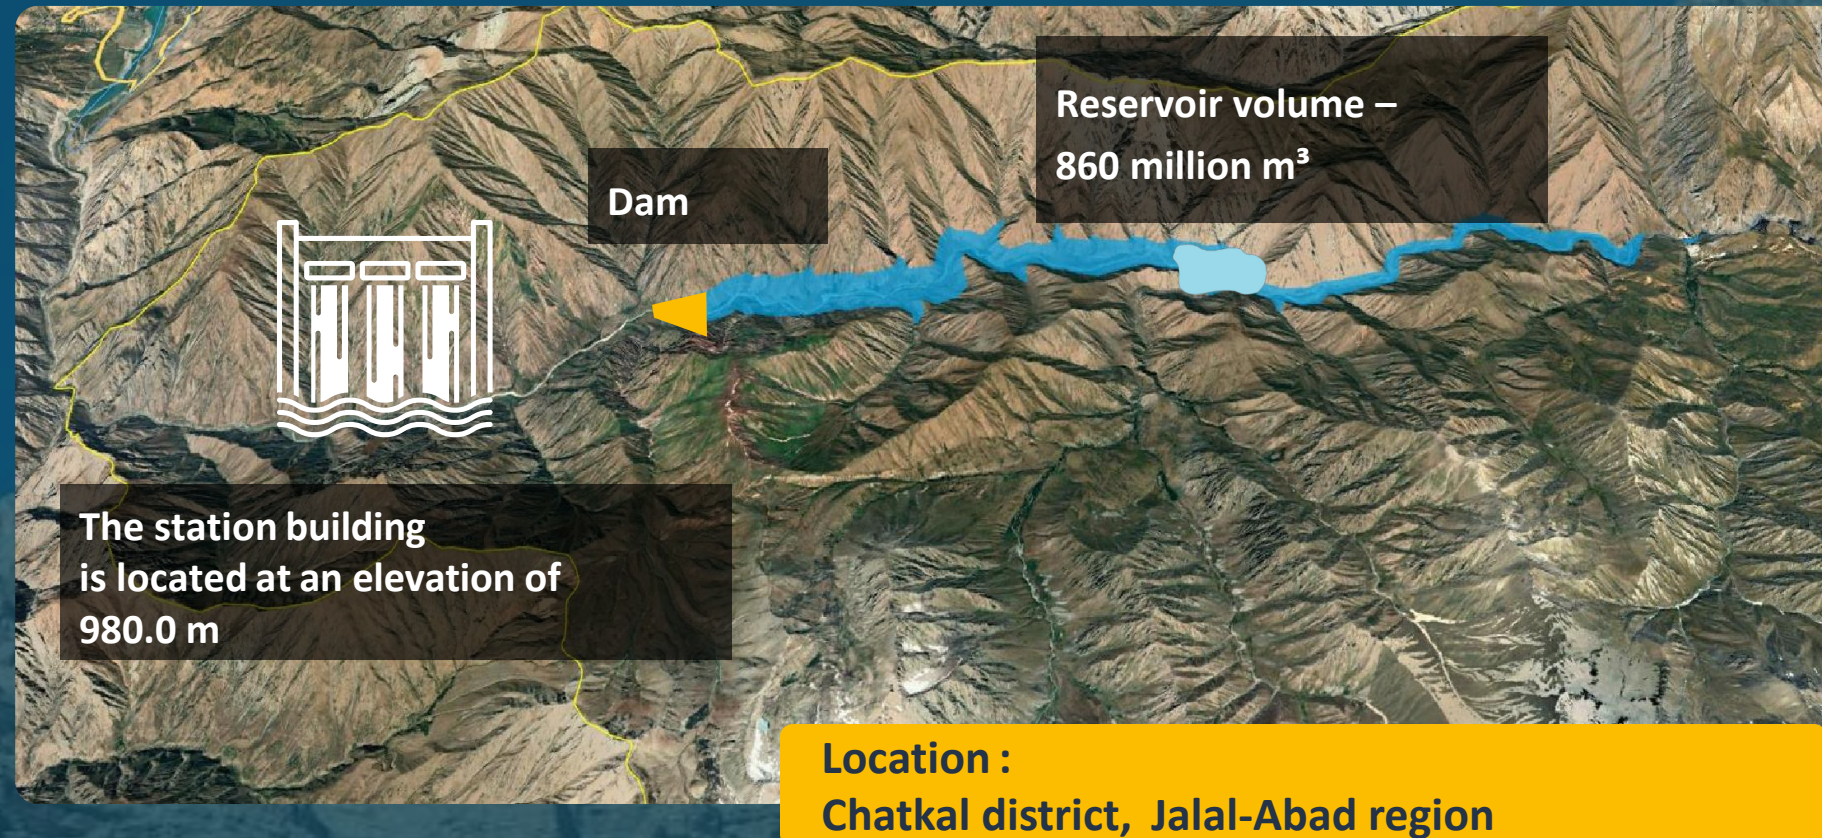 Reservoir volume –
860 million m³
Dam
The station building
is located at an elevation of
980.0 m
Location :
Chatkal district, Jalal-Abad region